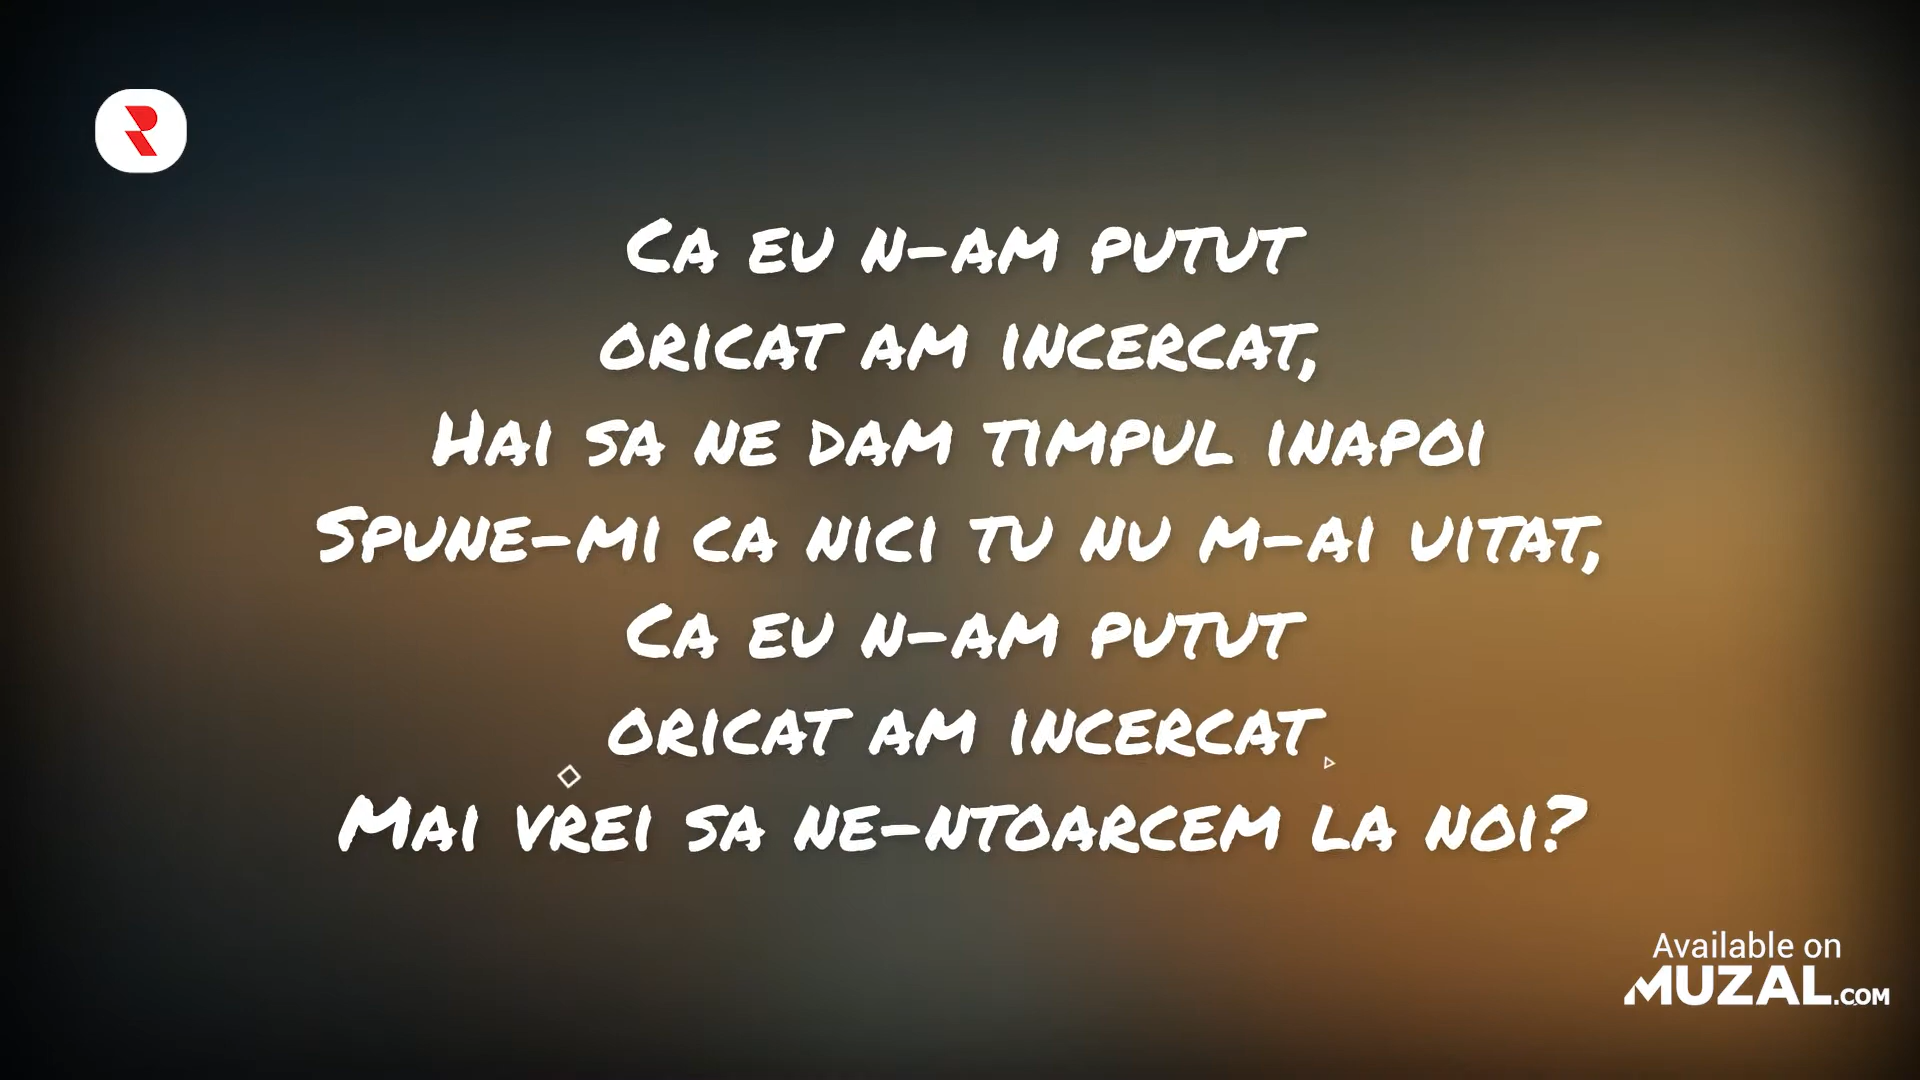 Ca eu n-am putut
oricat am incercat,
Hai sa ne dam timpul inapoi
Spune-mi ca nici tu nu m-ai uitat,
Ca eu n-am putut
oricat am incercat
Mai vrei sa ne-ntoarcem la noi?
Available on
MUZAL.COM